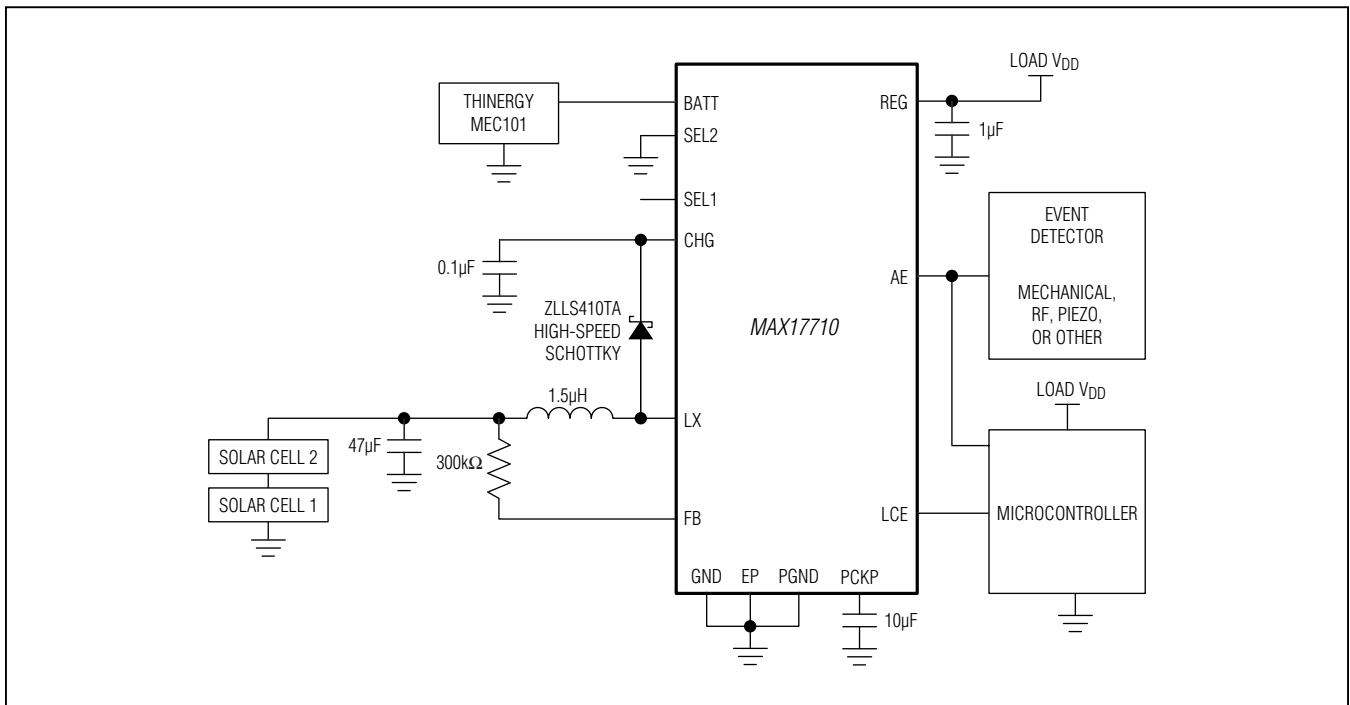 LOAD VDD
THINERGY
MEC101
BATT
REG
1µF
SEL2
SEL1
EVENT
DETECTOR
CHG
0.1µF
AE
MECHANICAL,
RF, PIEZO,
OR OTHER
ZLLS410TA
HIGH-SPEED
SCHOTTKY
MAX17710
1.5µH
LOAD VDD
LX
47µF
SOLAR CELL 2
300kΩ
SOLAR CELL 1
FB
LCE
MICROCONTROLLER
GND
EP
PGND
PCKP
10µF